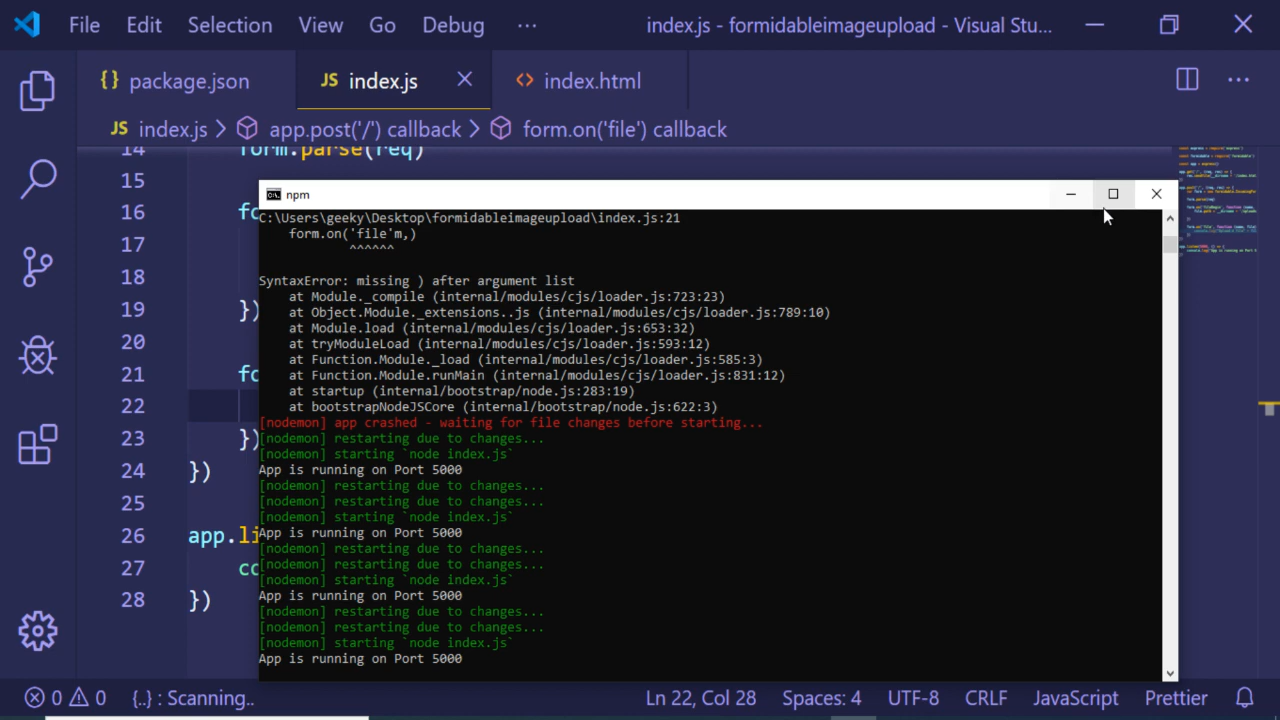 File Edit Selection View Go Debug ··· index.js - formidableimageupload - Visual Stu...
{} package.json JS index.js index.html ···
JS index.js > app.post('/') callback > form.on('file') callback
14 form.parse(req)
15
16 fo
17
18
19 })
20
21 fo
22
23 })
24 })
25
26 app.li
27 co
28 })
npm
C:\Users\geeky\Desktop\formidableimageupload\index.js:21
form.on('file'm,)
^^^^^^
SyntaxError: missing ) after argument list
at Module._compile (internal/modules/cjs/loader.js:723:23)
at Object.Module._extensions..js (internal/modules/cjs/loader.js:789:10)
at Module.load (internal/modules/cjs/loader.js:653:32)
at tryModuleLoad (internal/modules/cjs/loader.js:593:12)
at Function.Module._load (internal/modules/cjs/loader.js:585:3)
at Function.Module.runMain (internal/modules/cjs/loader.js:831:12)
at startup (internal/bootstrap/node.js:283:19)
at bootstrapNodeJSCore (internal/bootstrap/node.js:622:3)
[nodemon] app crashed - waiting for file changes before starting...
[nodemon] restarting due to changes...
[nodemon] starting `node index.js`
App is running on Port 5000
[nodemon] restarting due to changes...
[nodemon] restarting due to changes...
[nodemon] starting `node index.js`
App is running on Port 5000
[nodemon] restarting due to changes...
[nodemon] restarting due to changes...
[nodemon] starting `node index.js`
App is running on Port 5000
[nodemon] restarting due to changes...
[nodemon] restarting due to changes...
[nodemon] starting `node index.js`
App is running on Port 5000
0 0 {..} : Scanning.. Ln 22, Col 28 Spaces: 4 UTF-8 CRLF JavaScript Prettier